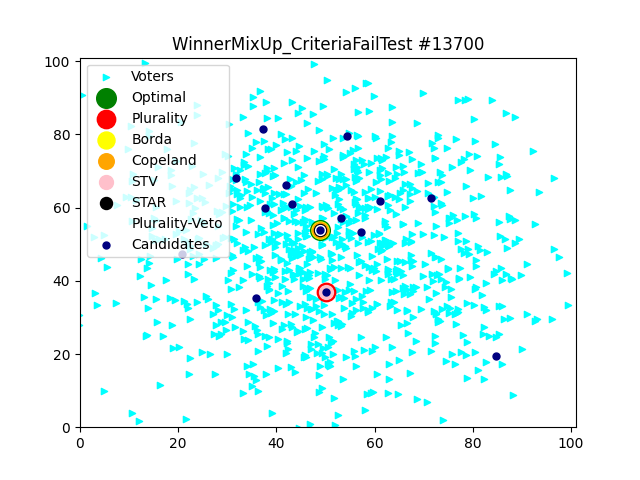 WinnerMixUp_CriteriaFailTest #13700
Voters
Optimal
Plurality
Borda
Copeland
STV
STAR
Plurality-Veto
Candidates
100
80
60
40
20
0
0 20 40 60 80 100